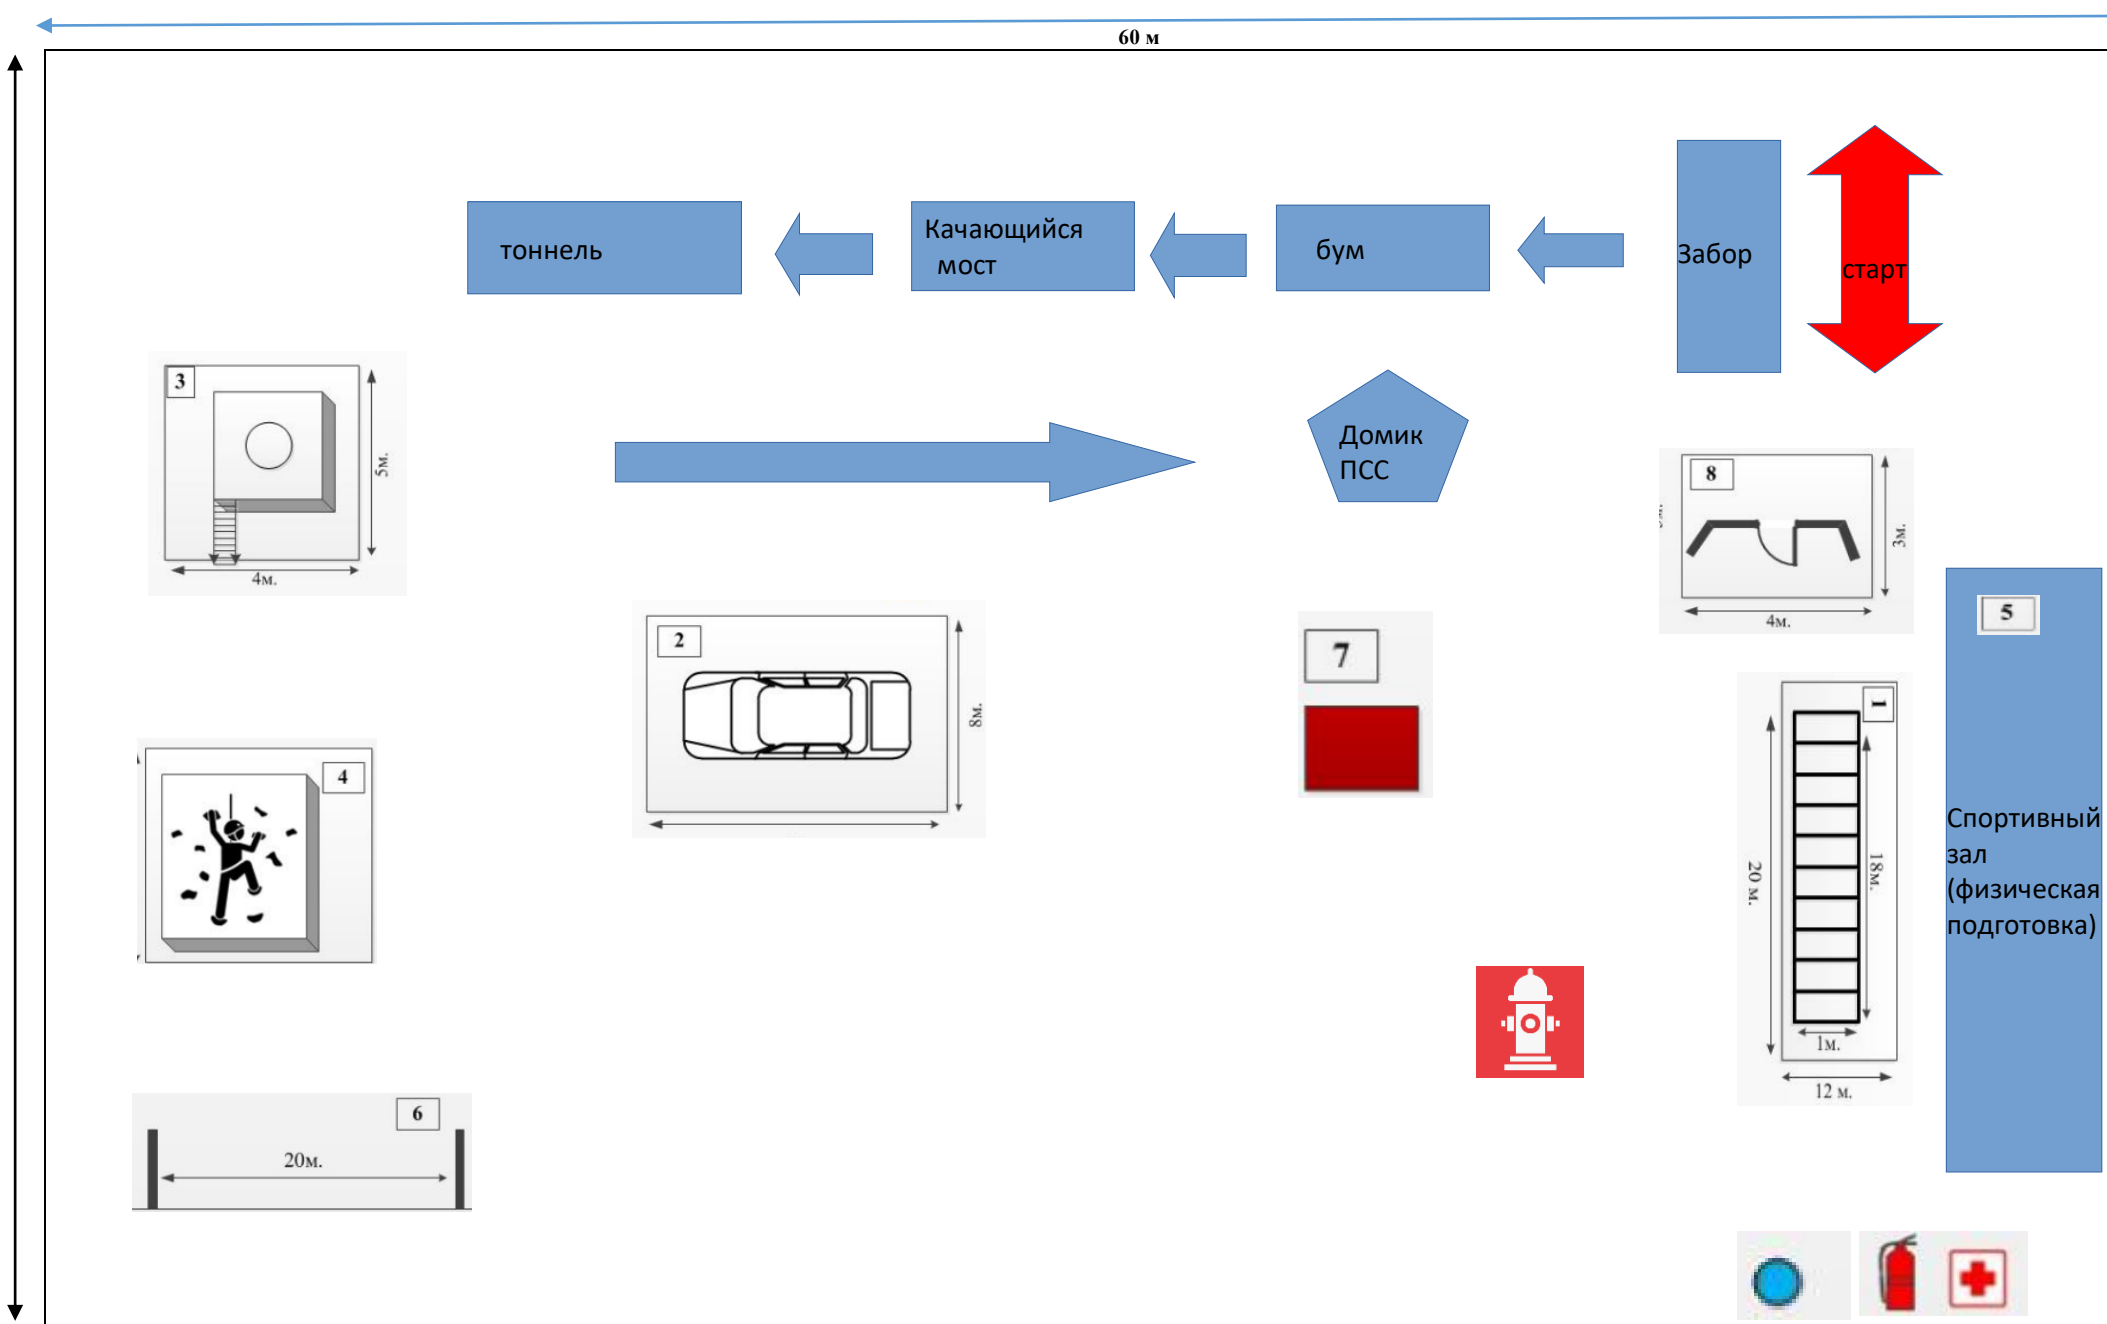 60 м
тоннель
Качающийся
мост
бум
Забор
старт
3
5м.
4м.
Домик
ПСС
8
3м.
4м.
2
8м.
7
5
Спортивный
зал
(физическая
подготовка)
1
20 м.
18м.
1м.
12 м.
4
6
20м.